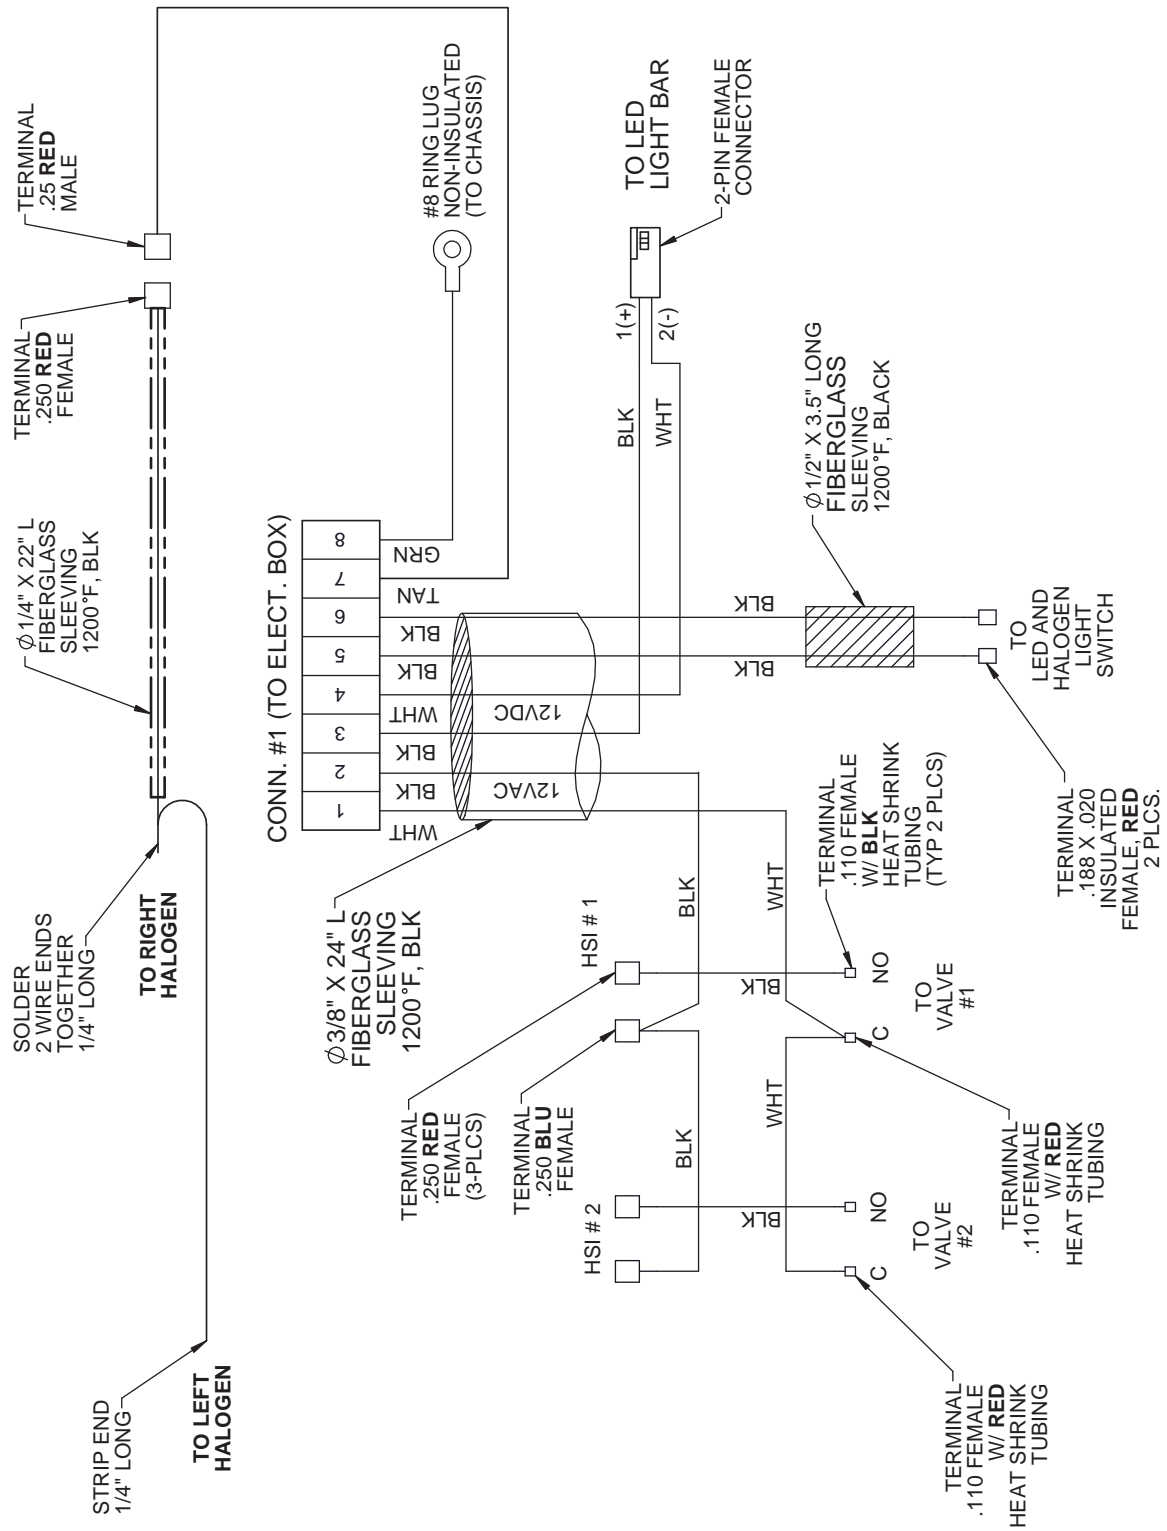 TERMINAL
.25 RED
MALE
TERMINAL
.250 RED
FEMALE
Ø1/4" X 22" L
FIBERGLASS
SLEEVING
1200°F, BLK
SOLDER
2 WIRE ENDS
TOGETHER
1/4" LONG
TO RIGHT
HALOGEN
STRIP END
1/4" LONG
TO LEFT
HALOGEN
#8 RING LUG
NON-INSULATED
(TO CHASSIS)
CONN. #1 (TO ELECT. BOX)
1
2
3
4
5
6
7
8
WHT
BLK
BLK
WHT
BLK
BLK
TAN
GRN
12VAC
12VDC
Ø3/8" X 24" L
FIBERGLASS
SLEEVING
1200°F, BLK
TO LED
LIGHT BAR
2-PIN FEMALE
CONNECTOR
1(+)
2(-)
BLK
WHT
Ø1/2" X 3.5" LONG
FIBERGLASS
SLEEVING
1200°F, BLACK
BLK
BLK
TO
LED AND
HALOGEN
LIGHT
SWITCH
TERMINAL
.188 X .020
INSULATED
FEMALE, RED
2 PLCS.
HSI # 1
TERMINAL
.250 RED
FEMALE
(3-PLCS)
TERMINAL
.250 BLU
FEMALE
HSI # 2
BLK
WHT
BLK
BLK
WHT
BLK
TERMINAL
.110 FEMALE
W/ BLK
HEAT SHRINK
TUBING
(TYP 2 PLCS)
NO
C
TO
VALVE
#1
NO
C
TO
VALVE
#2
TERMINAL
.110 FEMALE
W/ RED
HEAT SHRINK
TUBING
TERMINAL
.110 FEMALE
W/ RED
HEAT SHRINK
TUBING